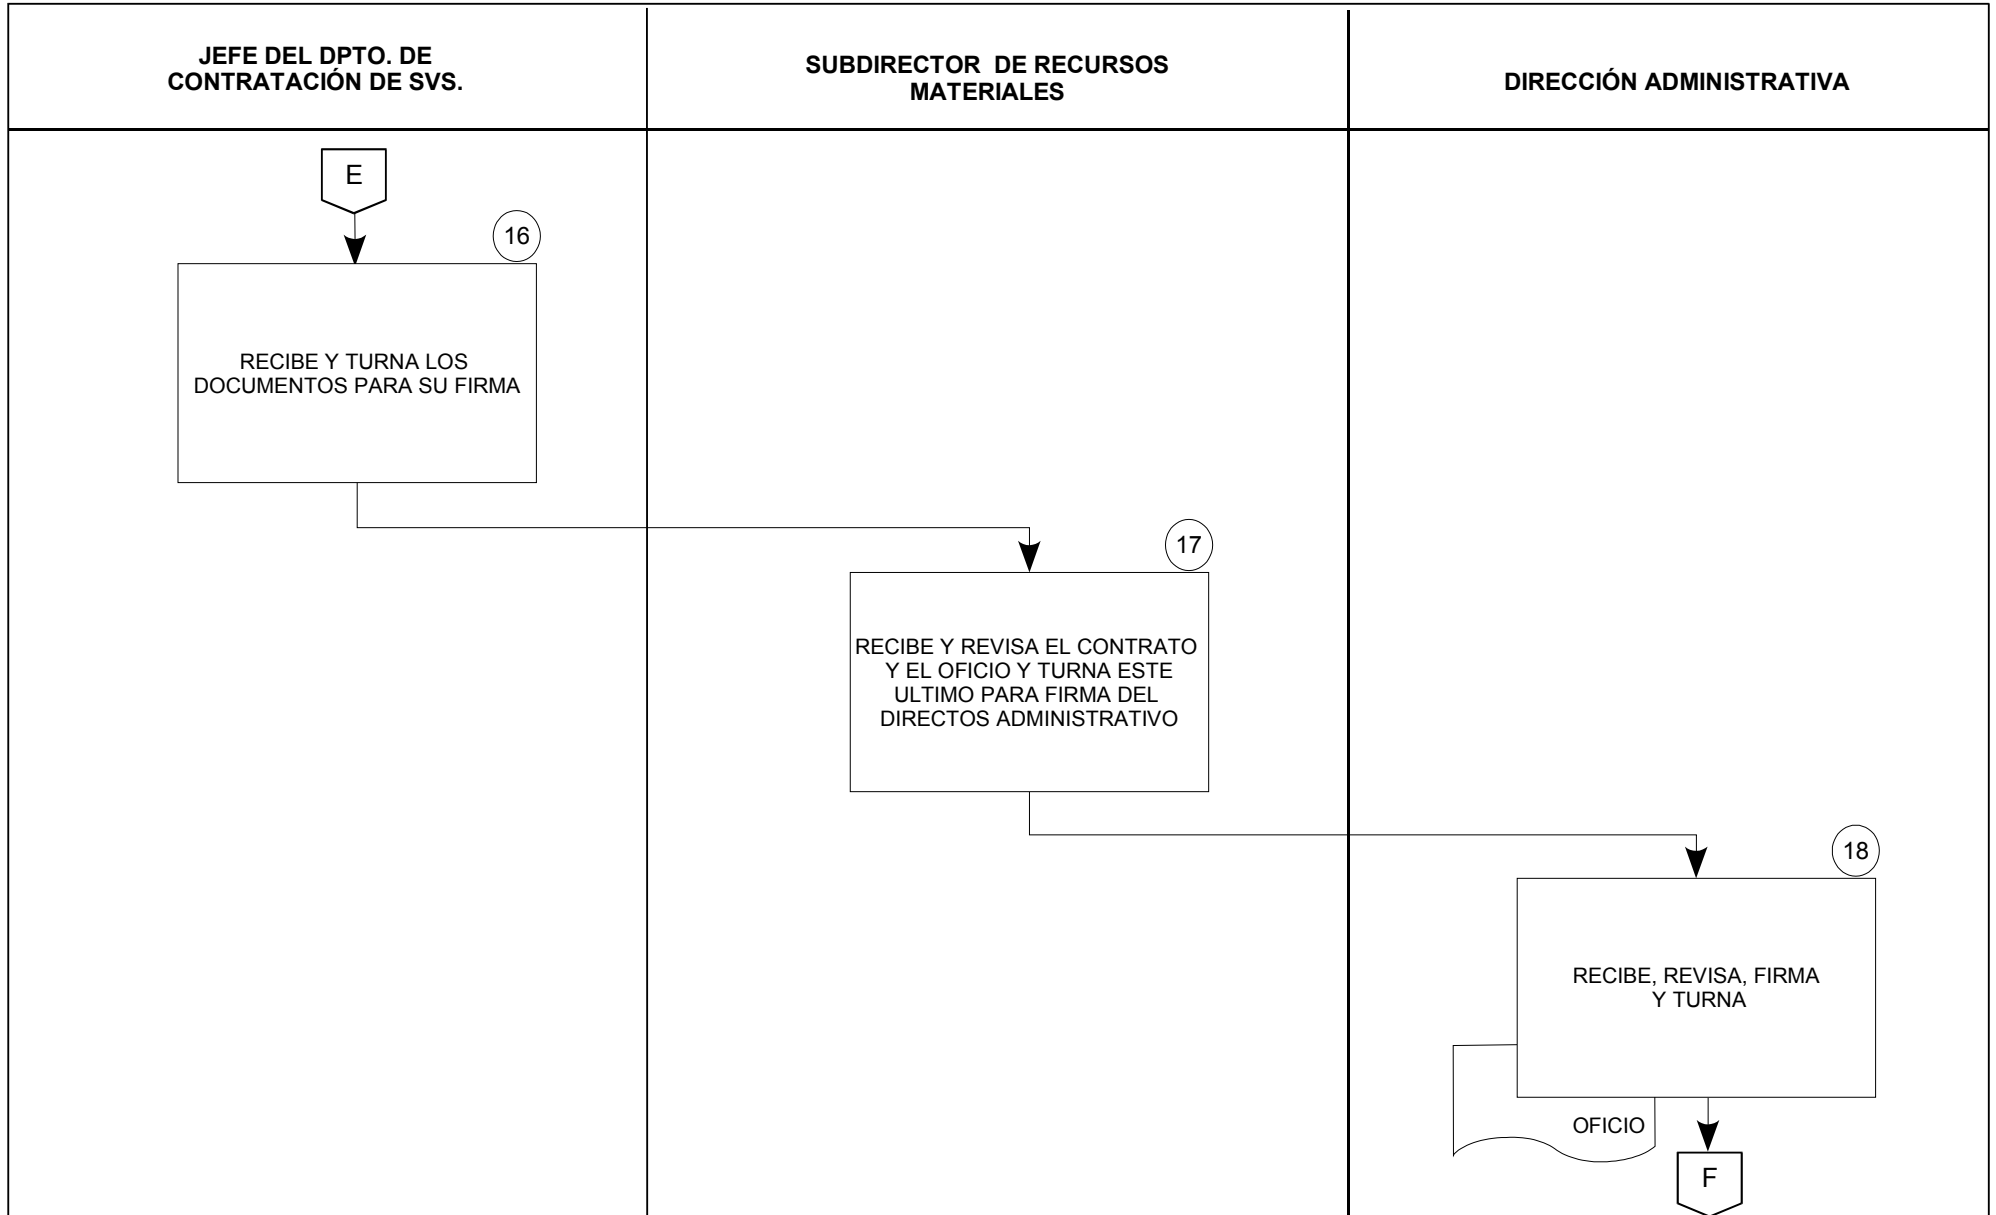 JEFE DEL DPTO. DE
CONTRATACIÓN DE SVS.
SUBDIRECTOR DE RECURSOS
MATERIALES
DIRECCIÓN ADMINISTRATIVA
E
16
RECIBE Y TURNA LOS
DOCUMENTOS PARA SU FIRMA
17
RECIBE Y REVISA EL CONTRATO
Y EL OFICIO Y TURNA ESTE
ULTIMO PARA FIRMA DEL
DIRECTOS ADMINISTRATIVO
18
RECIBE, REVISA, FIRMA
Y TURNA
OFICIO
F